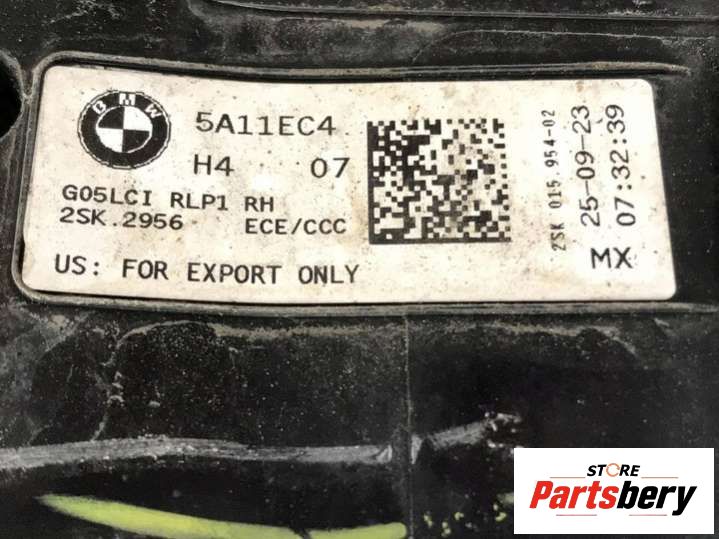 BMW
5A11EC4
H4 07
G05LCI RLP1 RH
2SK.2956 ECE/CCC
US: FOR EXPORT ONLY
2SK 015.954-02
25-09-23
07:32:39
MX
STORE
Partsbery